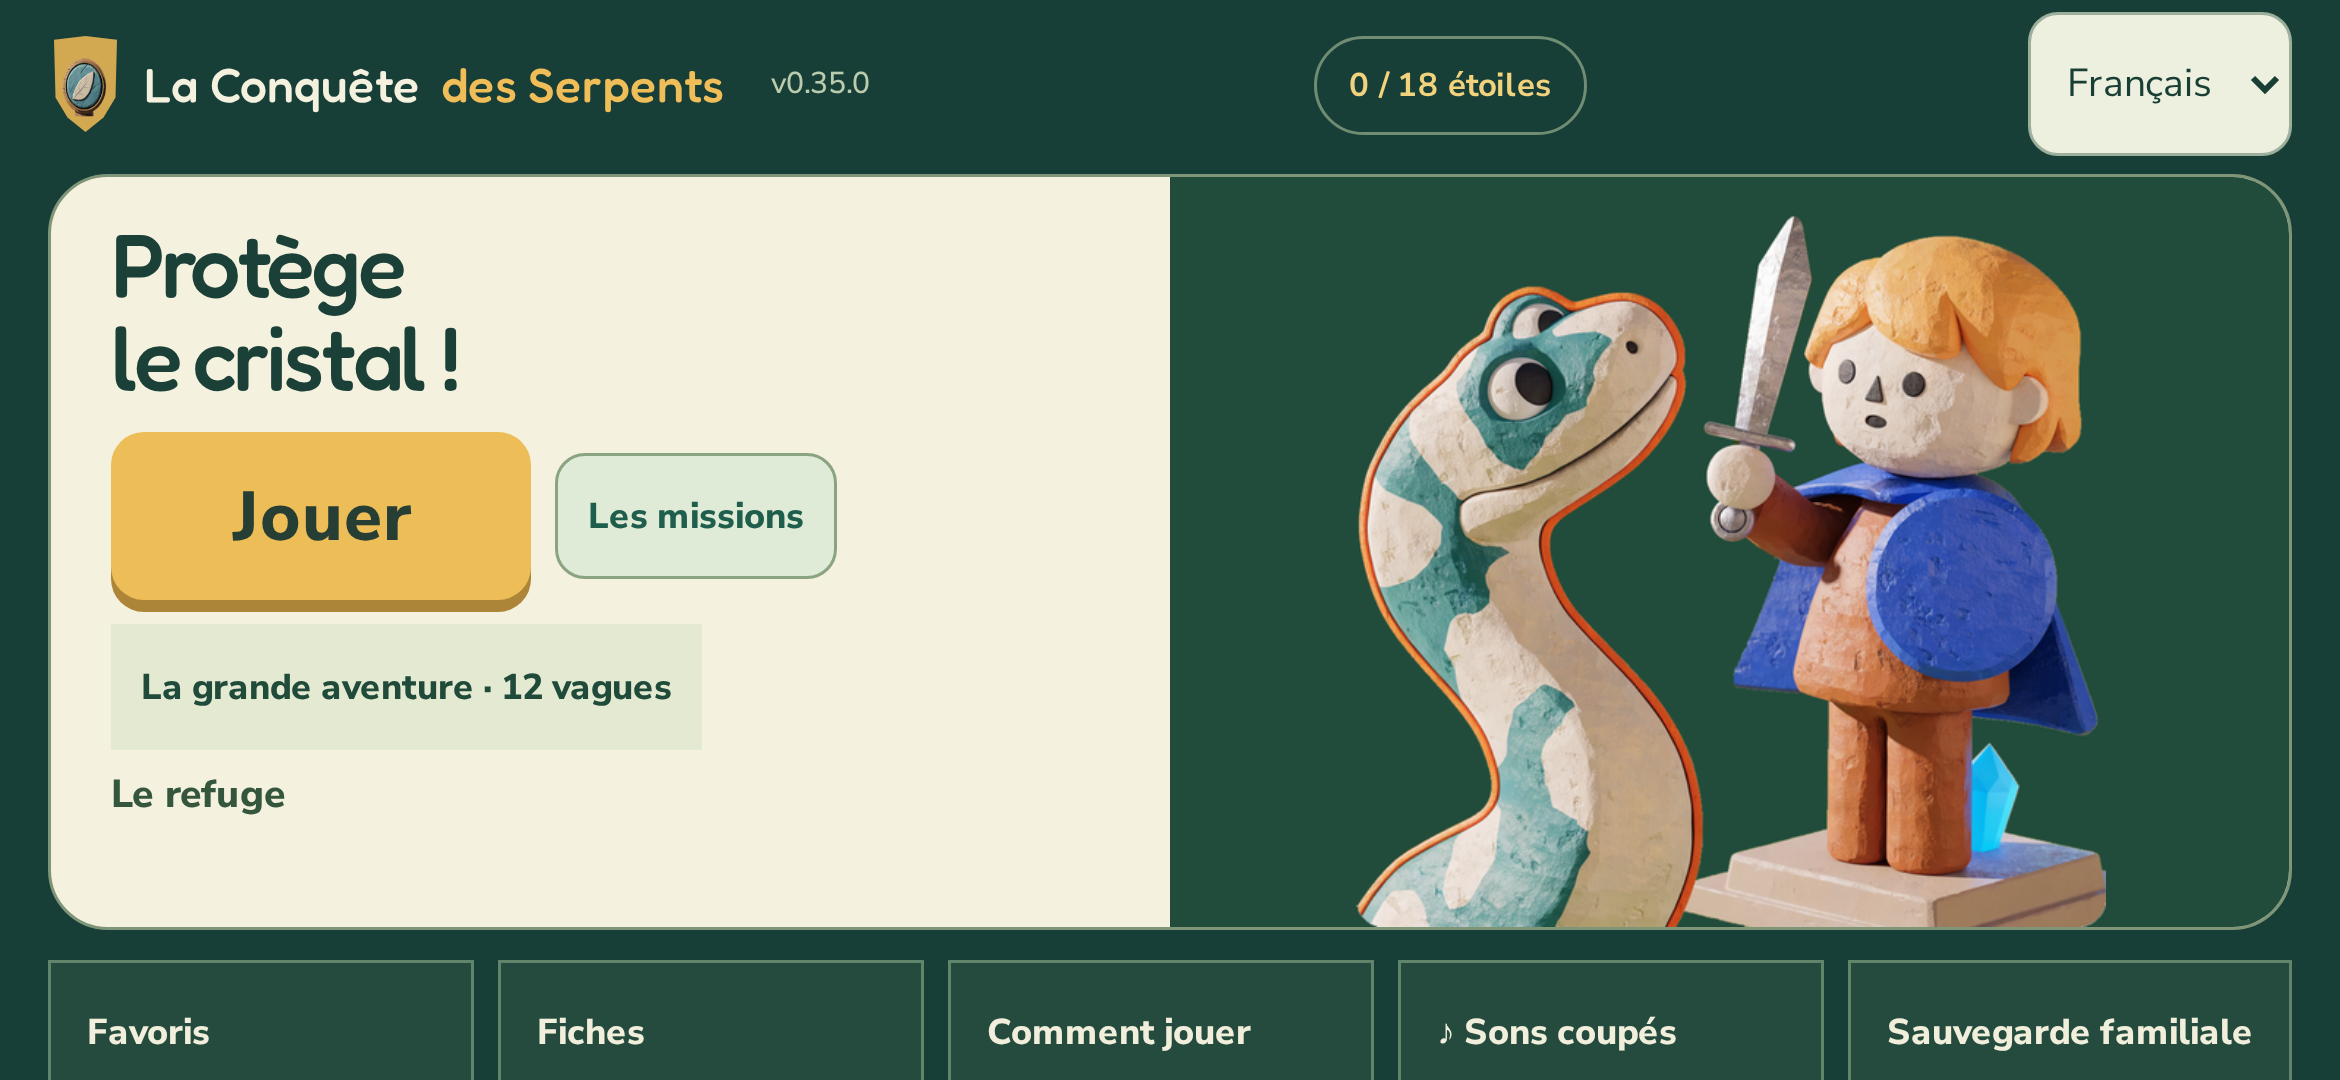 La Conquête des Serpents v0.35.0
0 / 18 étoiles
Français
Protège
le cristal !
Jouer
Les missions
La grande aventure · 12 vagues
Le refuge
Favoris
Fiches
Comment jouer
♪ Sons coupés
Sauvegarde familiale